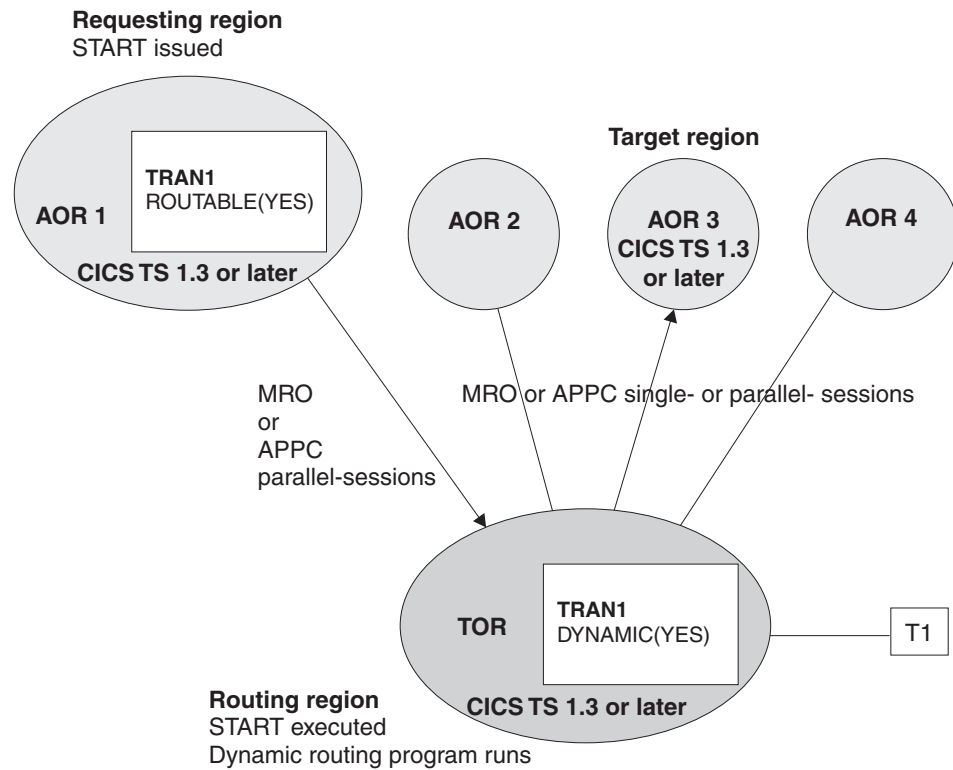 Requesting region
START issued
TRAN1
ROUTABLE(YES)
AOR 1
CICS TS 1.3 or later
AOR 2
Target region
AOR 3
CICS TS 1.3
or later
AOR 4
MRO
or
APPC
parallel-sessions
MRO or APPC single- or parallel- sessions
TOR
TRAN1
DYNAMIC(YES)
CICS TS 1.3 or later
T1
Routing region
START executed
Dynamic routing program runs